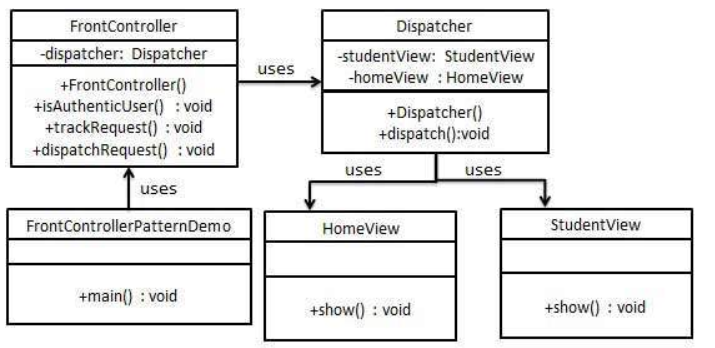 FrontController
-dispatcher: Dispatcher
+FrontController()
+isAuthenticUser() : void
+trackRequest() : void
+dispatchRequest() : void
uses
Dispatcher
-studentView: StudentView
-homeView : HomeView
+Dispatcher()
+dispatch():void
uses
uses
uses
FrontControllerPatternDemo
+main() : void
HomeView
+show() : void
StudentView
+show() : void